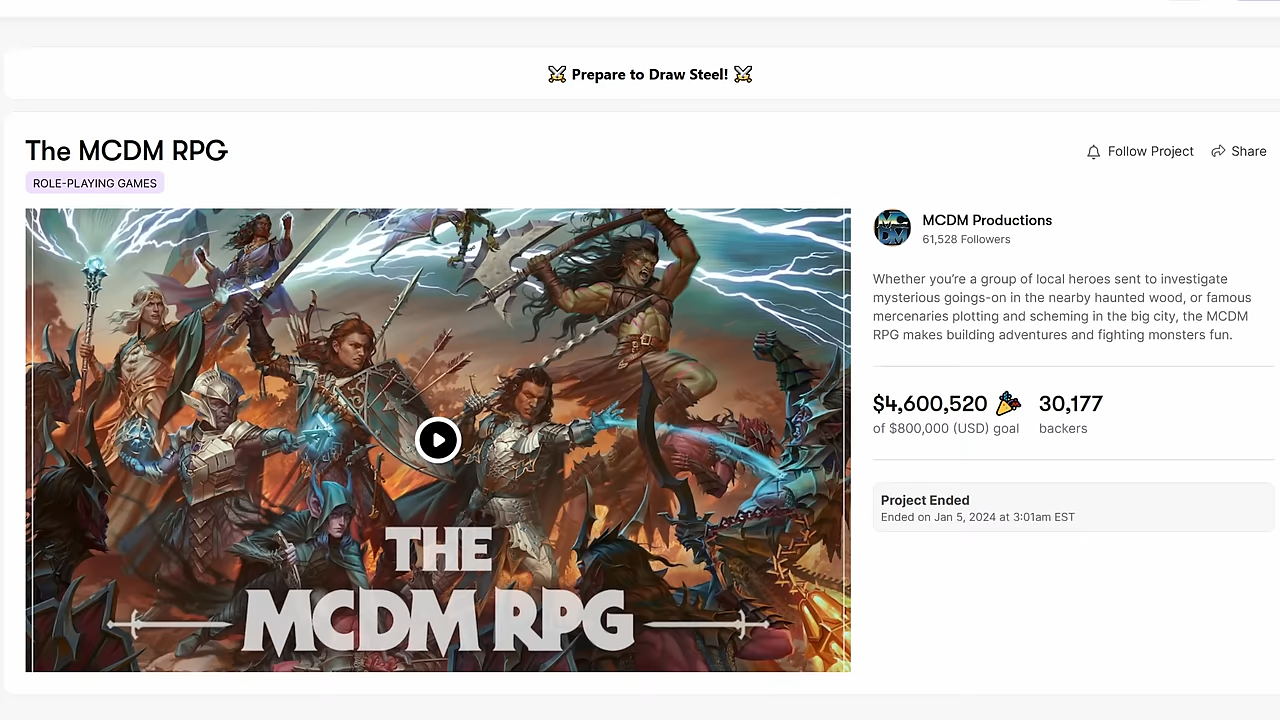 Prepare to Draw Steel!
The MCDM RPG
Follow Project
Share
ROLE-PLAYING GAMES
MCDM Productions
61,528 Followers
Whether you're a group of local heroes sent to investigate
mysterious goings-on in the nearby haunted wood, or famous
mercenaries plotting and scheming in the big city, the MCDM
RPG makes building adventures and fighting monsters fun.
$4,600,520
30,177
of $800,000 (USD) goal
backers
Project Ended
Ended on Jan 5, 2024 at 3:01am EST
THE
MCDM RPG
MC
DM